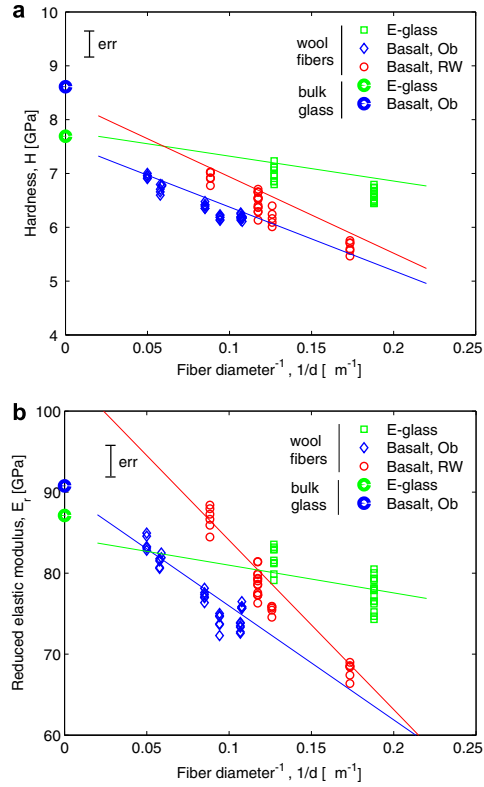 a
10
9
8
7
6
5
4
Hardness, H [GPa]
err
wool
fibers
E-glass
Basalt, Ob
Basalt, RW
bulk
glass
E-glass
Basalt, Ob
0
0.05
0.1
0.15
0.2
0.25
Fiber diameter⁻¹ , 1/d [ m⁻¹]
b
100
90
80
70
60
Reduced elastic modulus, Eᵣ [GPa]
err
wool
fibers
E-glass
Basalt, Ob
Basalt, RW
bulk
glass
E-glass
Basalt, Ob
0
0.05
0.1
0.15
0.2
0.25
Fiber diameter⁻¹ , 1/d [ m⁻¹]